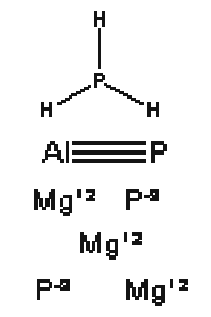 H
P
H H
Al≡P
Mg⁺² P⁻³
Mg⁺²
P⁻³ Mg⁺²